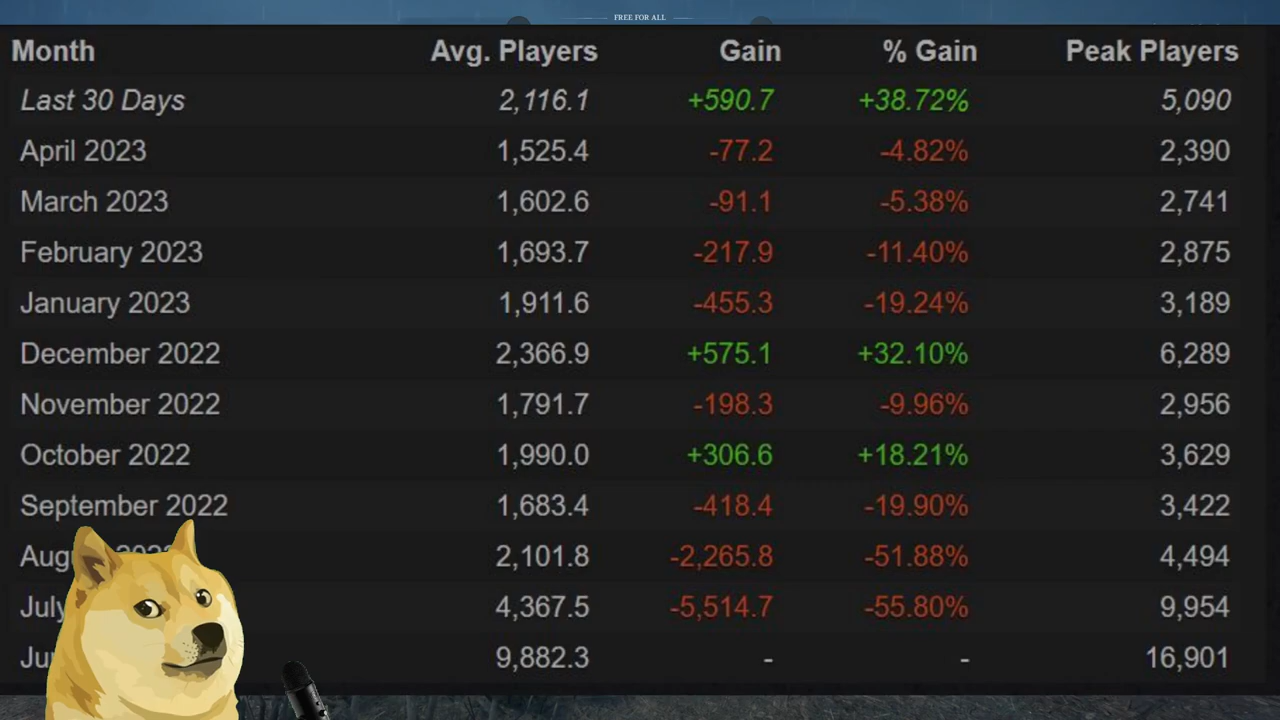 FREE FOR ALL
Month Avg. Players Gain % Gain Peak Players
Last 30 Days 2,116.1 +590.7 +38.72% 5,090
April 2023 1,525.4 -77.2 -4.82% 2,390
March 2023 1,602.6 -91.1 -5.38% 2,741
February 2023 1,693.7 -217.9 -11.40% 2,875
January 2023 1,911.6 -455.3 -19.24% 3,189
December 2022 2,366.9 +575.1 +32.10% 6,289
November 2022 1,791.7 -198.3 -9.96% 2,956
October 2022 1,990.0 +306.6 +18.21% 3,629
September 2022 1,683.4 -418.4 -19.90% 3,422
2,101.8 -2,265.8 -51.88% 4,494
July 4,367.5 -5,514.7 -55.80% 9,954
9,882.3 - - 16,901